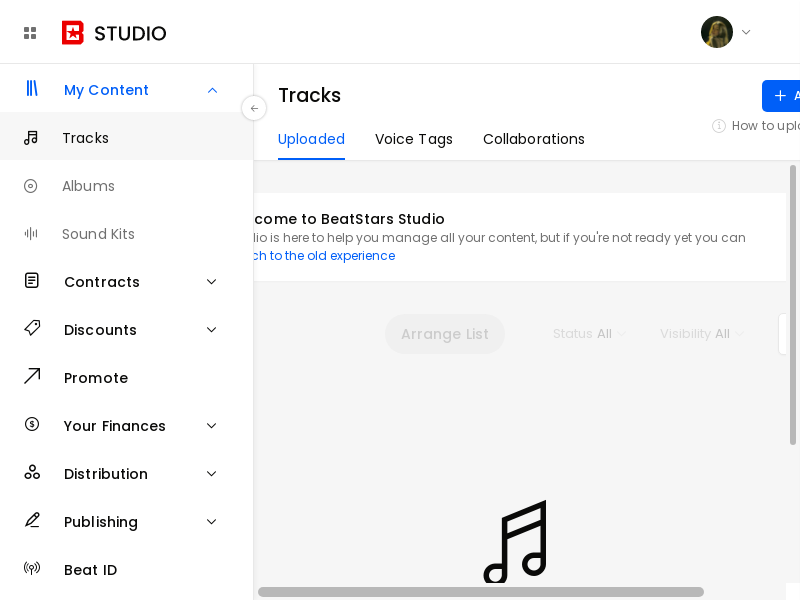 STUDIO
My Content
Tracks
Albums
Sound Kits
Contracts
Discounts
Promote
Your Finances
Distribution
Publishing
Beat ID
Tracks
How to uplo
Uploaded Voice Tags Collaborations
come to BeatStars Studio
lio is here to help you manage all your content, but if you're not ready yet you can
ch to the old experience
Arrange List Status All Visibility All